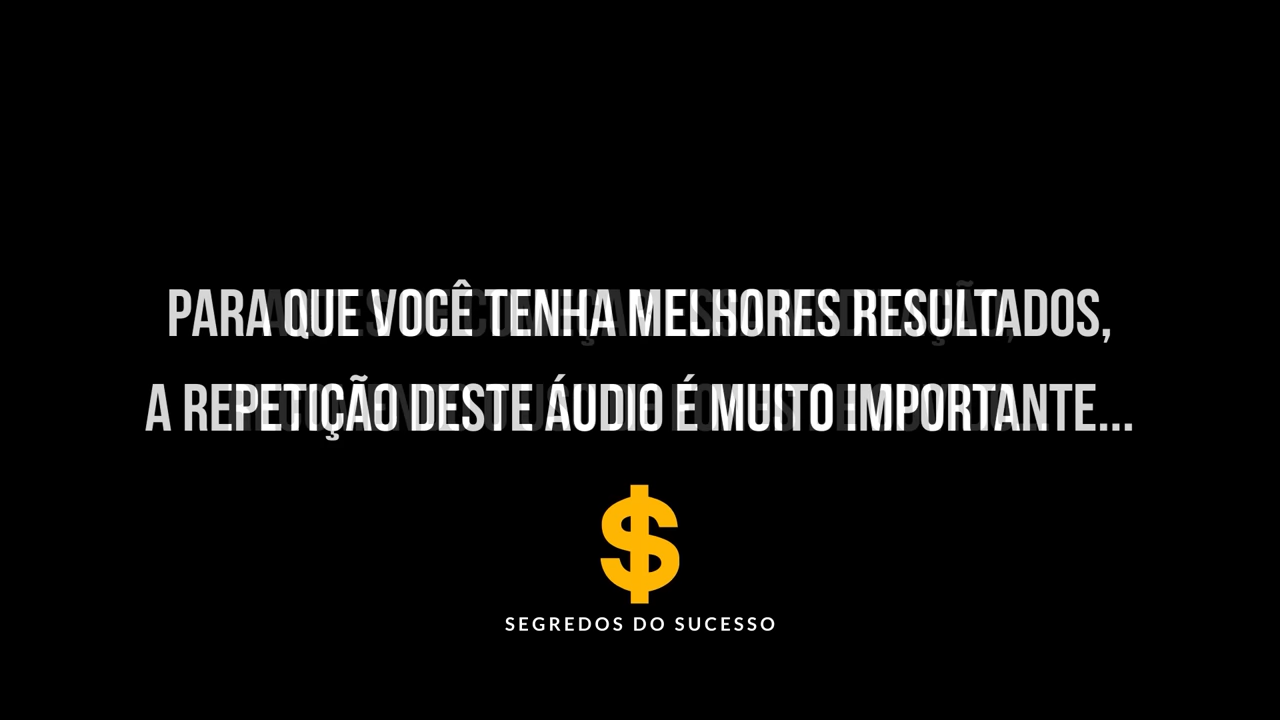 PARA QUE VOCÊ TENHA MELHORES RESULTADOS,
A REPETIÇÃO DESTE ÁUDIO É MUITO IMPORTANTE...
$
SEGREDOS DO SUCESSO